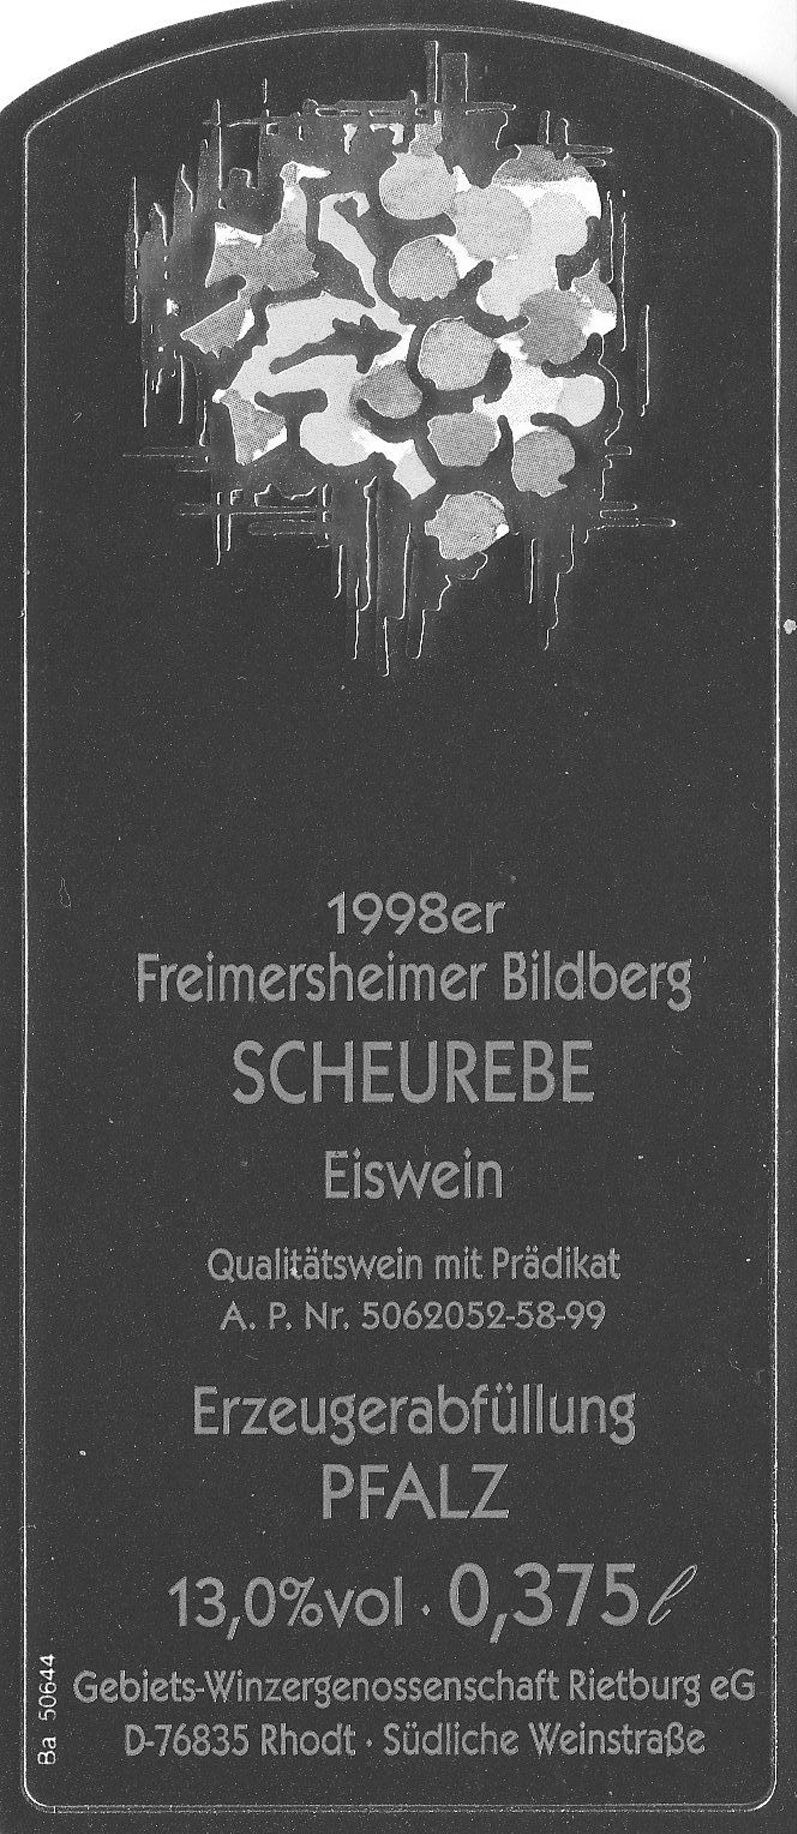 1998er
Freimersheimer Bildberg
SCHEUREBE
Eiswein
Qualitätswein mit Prädikat
A. P. Nr. 5062052-58-99
Erzeugerabfüllung
PFALZ
13,0%vol · 0,375 l
Gebiets-Winzergenossenschaft Rietburg eG
D-76835 Rhodt · Südliche Weinstraße
Ba 50644